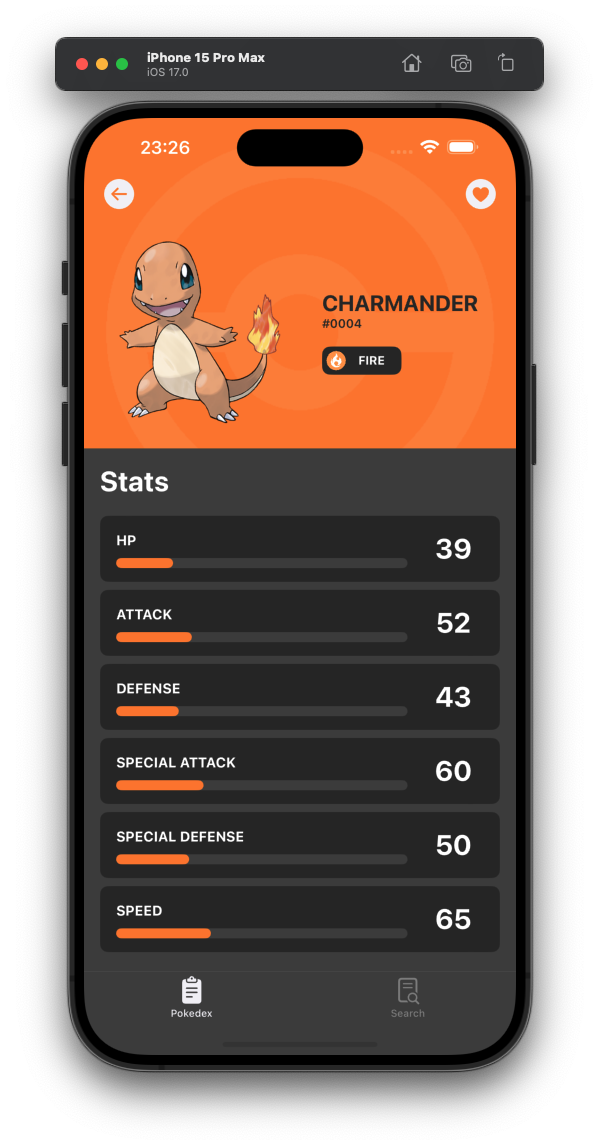 iPhone 15 Pro Max
iOS 17.0
23:26
CHARMANDER
#0004
FIRE
Stats
HP
39
ATTACK
52
DEFENSE
43
SPECIAL ATTACK
60
SPECIAL DEFENSE
50
SPEED
65
Pokedex
Search